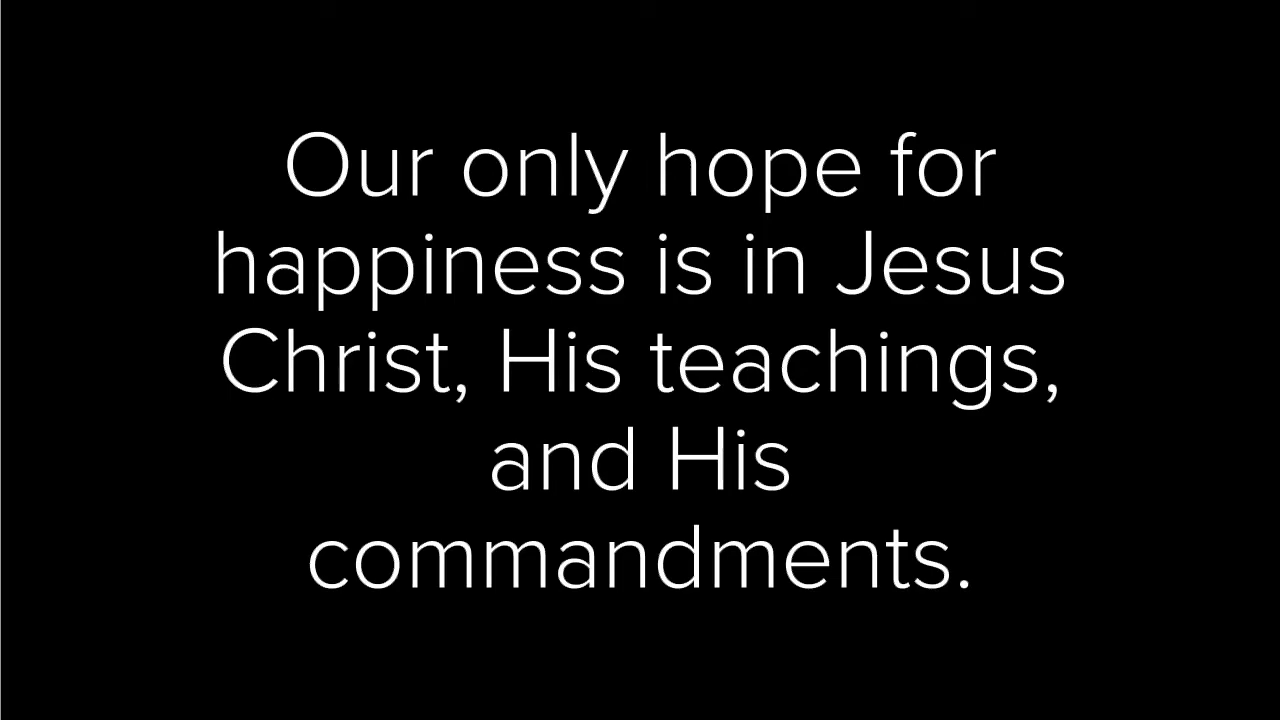 Our only hope for
happiness is in Jesus
Christ, His teachings,
and His
commandments.